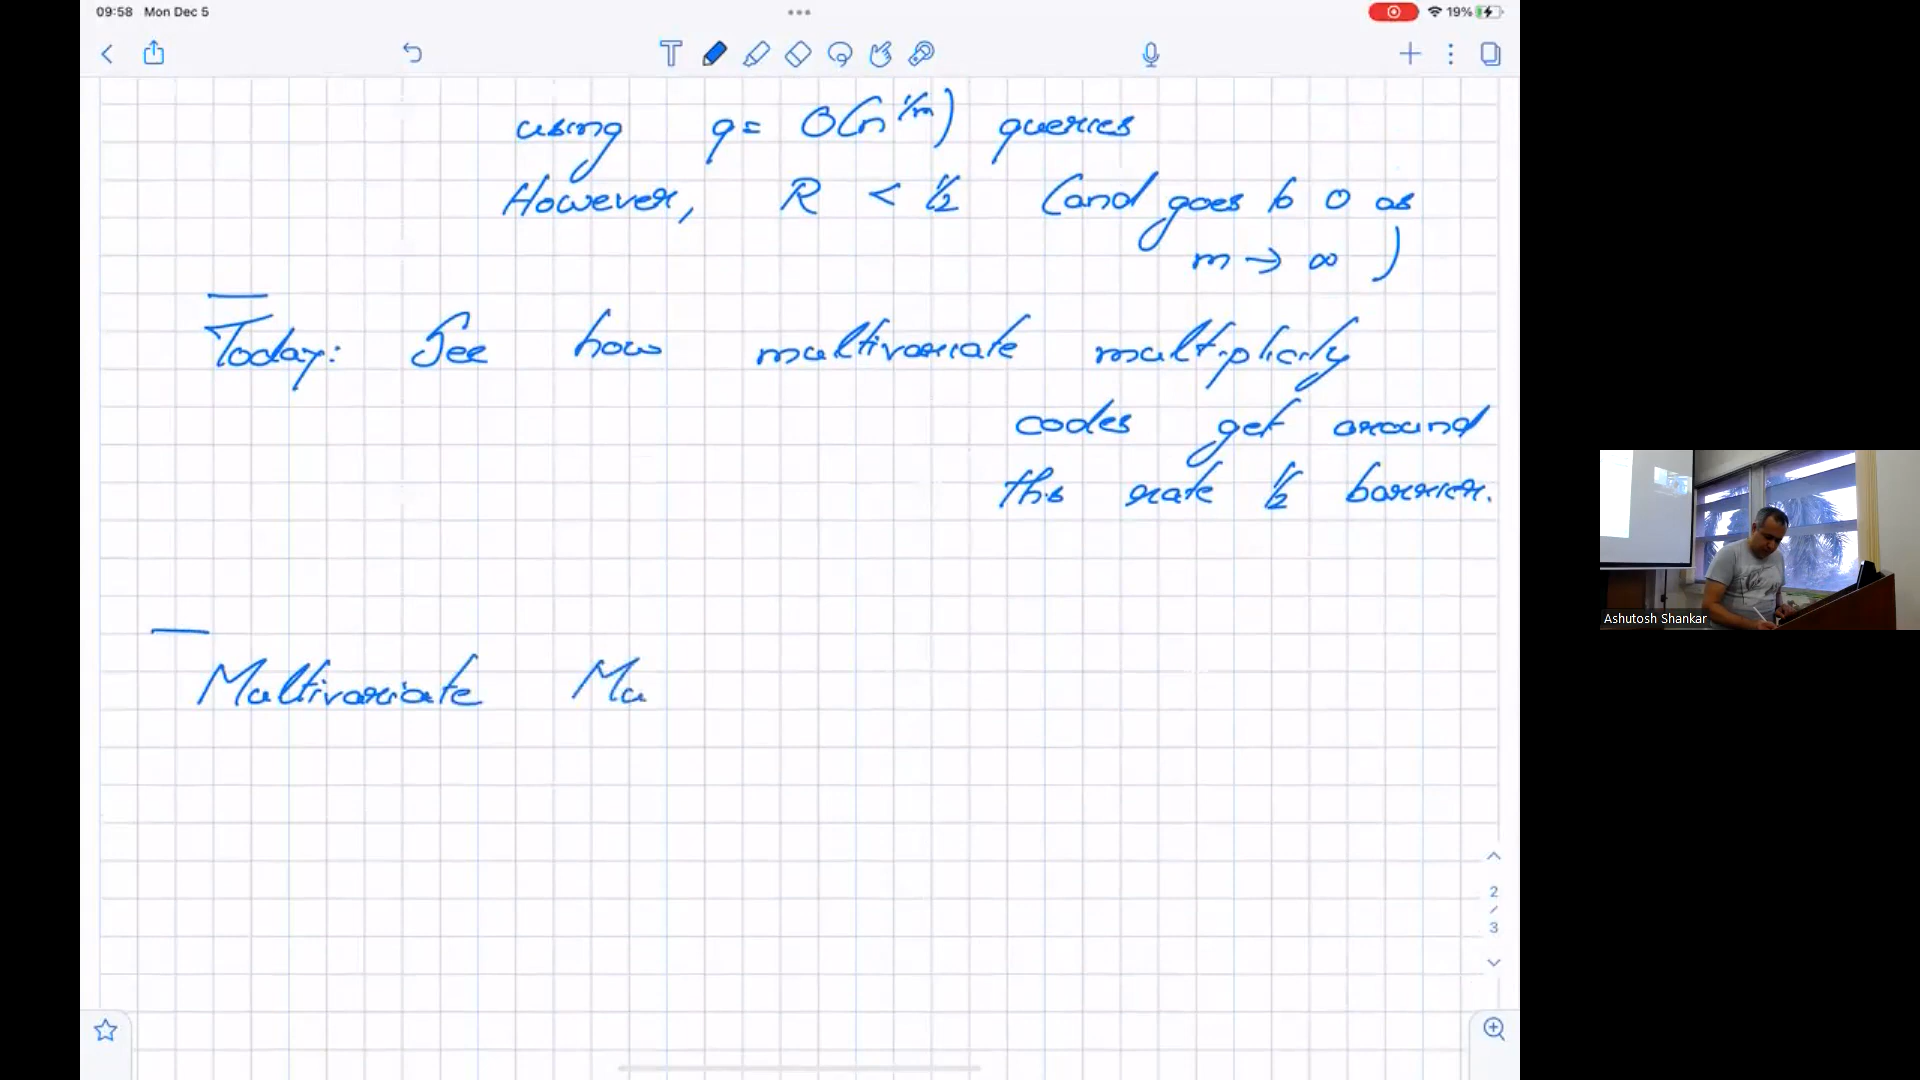 09:58 Mon Dec 5
19%
using q = O(n^{1/m}) queries
However, R < 1/2 (and goes to 0 as
m → ∞ )
Today: See how multivariate multiplicity
codes get around
this rate 1/2 barrier.
Multivariate Mu
2
/
3
Ashutosh Shankar